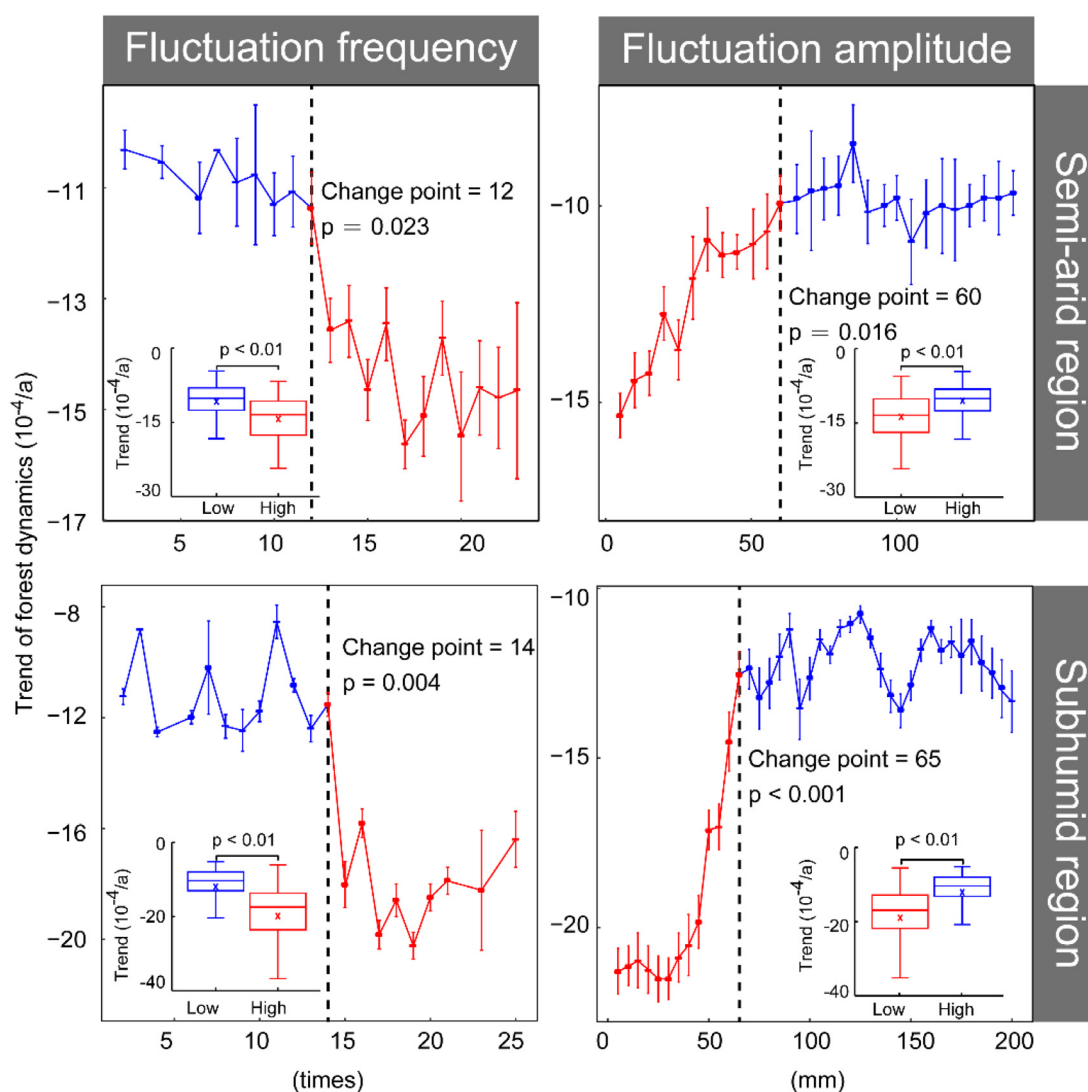 Fluctuation frequency
Fluctuation amplitude
Trend of forest dynamics (10⁻⁴/a)
−11
−13
−15
−17
5
10
15
20
Change point = 12
p = 0.023
Trend (10⁻⁴/a)
0
-15
-30
p < 0.01
Low
High
−10
−15
0
50
100
Change point = 60
p = 0.016
Trend (10⁻⁴/a)
0
-15
-30
p < 0.01
Low
High
Semi-arid region
−8
−12
−16
−20
5
10
15
20
25
(times)
Change point = 14
p = 0.004
Trend (10⁻⁴/a)
0
-20
-40
p < 0.01
Low
High
−10
−15
−20
0
50
100
150
200
(mm)
Change point = 65
p < 0.001
Trend (10⁻⁴/a)
0
-20
-40
p < 0.01
Low
High
Subhumid region